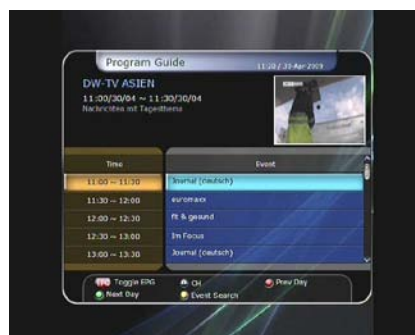 Program Guide
11:20 / 30-Apr-2009
DW-TV ASIEN
11:00/30/04 ~ 11:30/30/04
Nachrichten mit Tagesthema
Time Event
11:00 ~ 11:30 Journal (deutsch)
11:30 ~ 12:00 euromaxx
12:00 ~ 12:30 fit & gesund
12:30 ~ 13:00 Im Focus
13:00 ~ 13:30 Journal (deutsch)
Toggle EPG CH Prev Day
Next Day Event Search